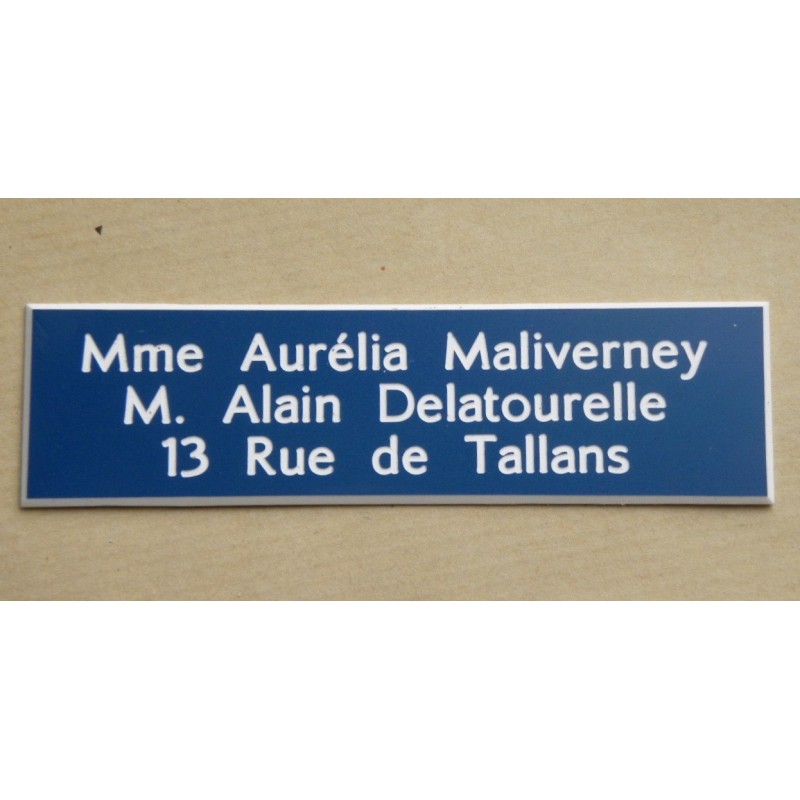 Mme Aurélia Maliverney
M. Alain Delatourelle
13 Rue de Tallans